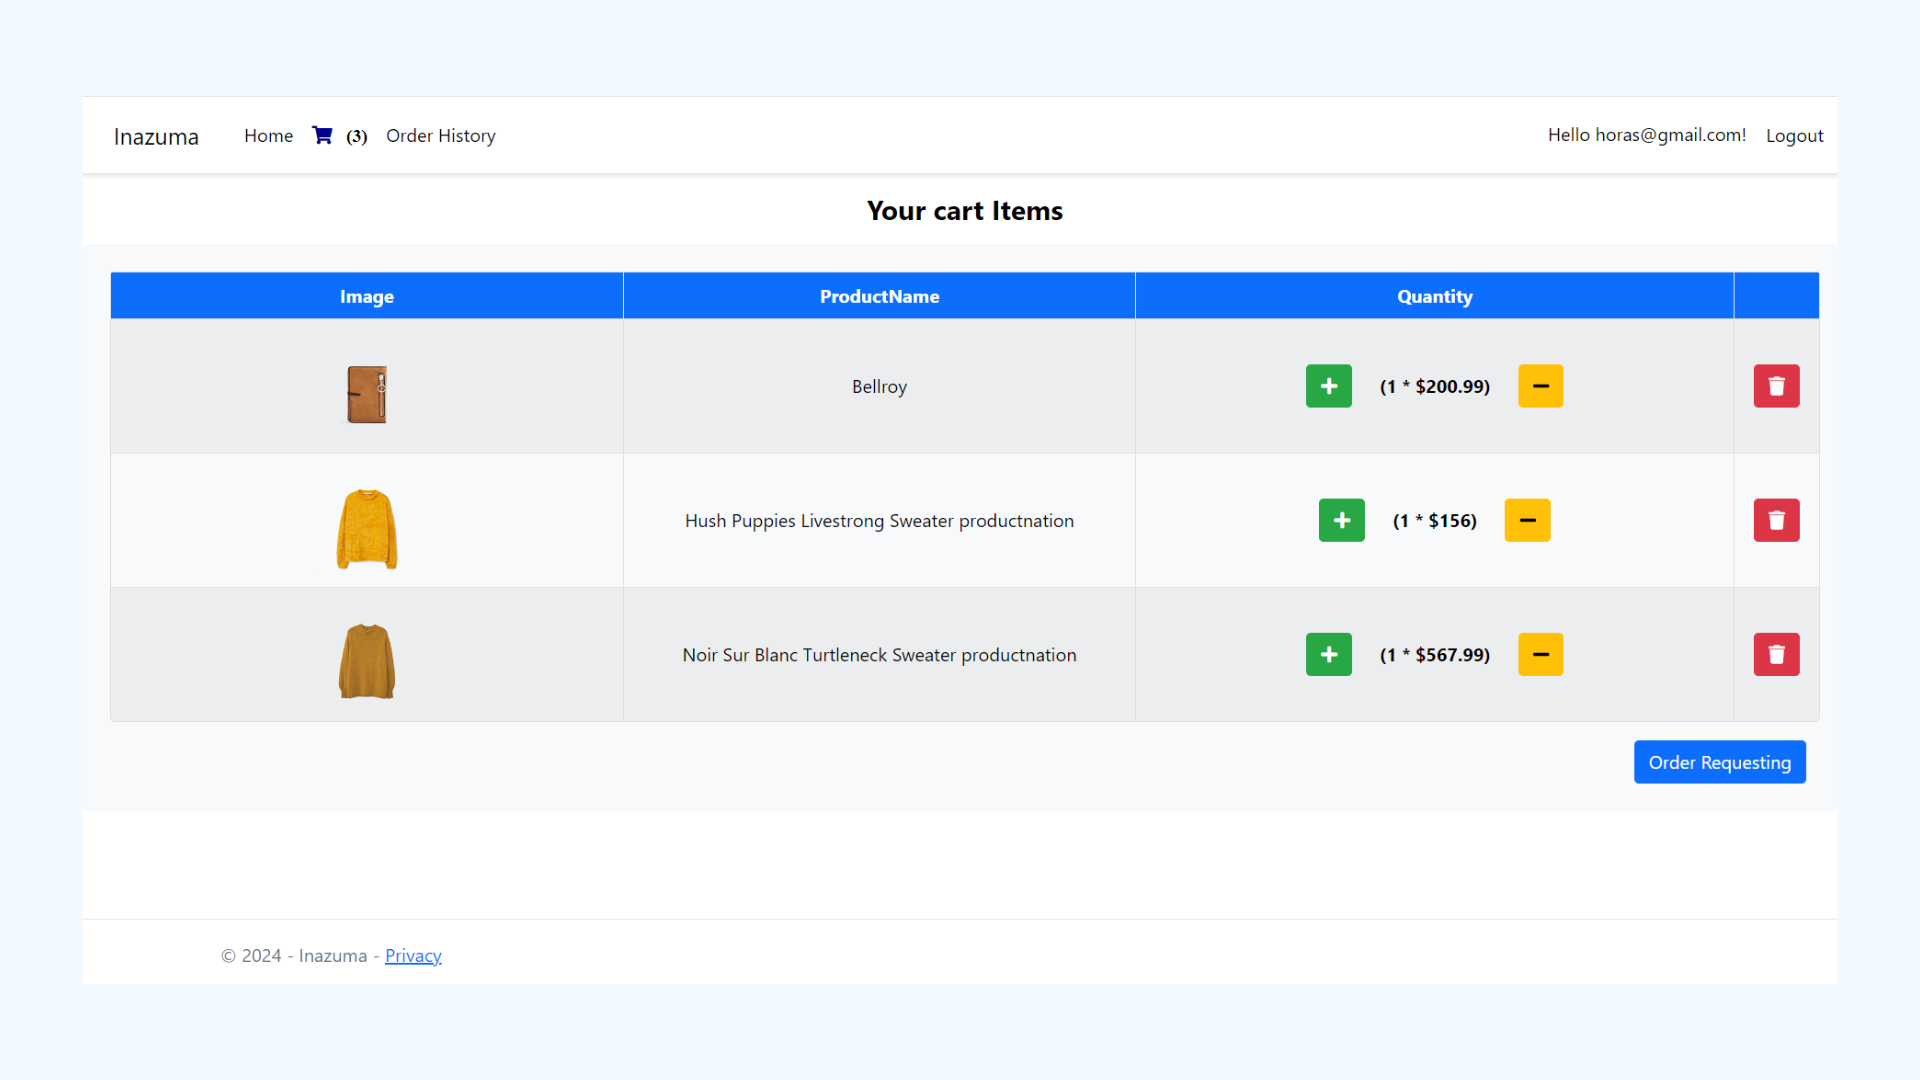 Inazuma Home (3) Order History Hello horas@gmail.com! Logout
Your cart Items
Image ProductName Quantity
Bellroy (1 * $200.99)
Hush Puppies Livestrong Sweater productnation (1 * $156)
Noir Sur Blanc Turtleneck Sweater productnation (1 * $567.99)
Order Requesting
© 2024 - Inazuma - Privacy